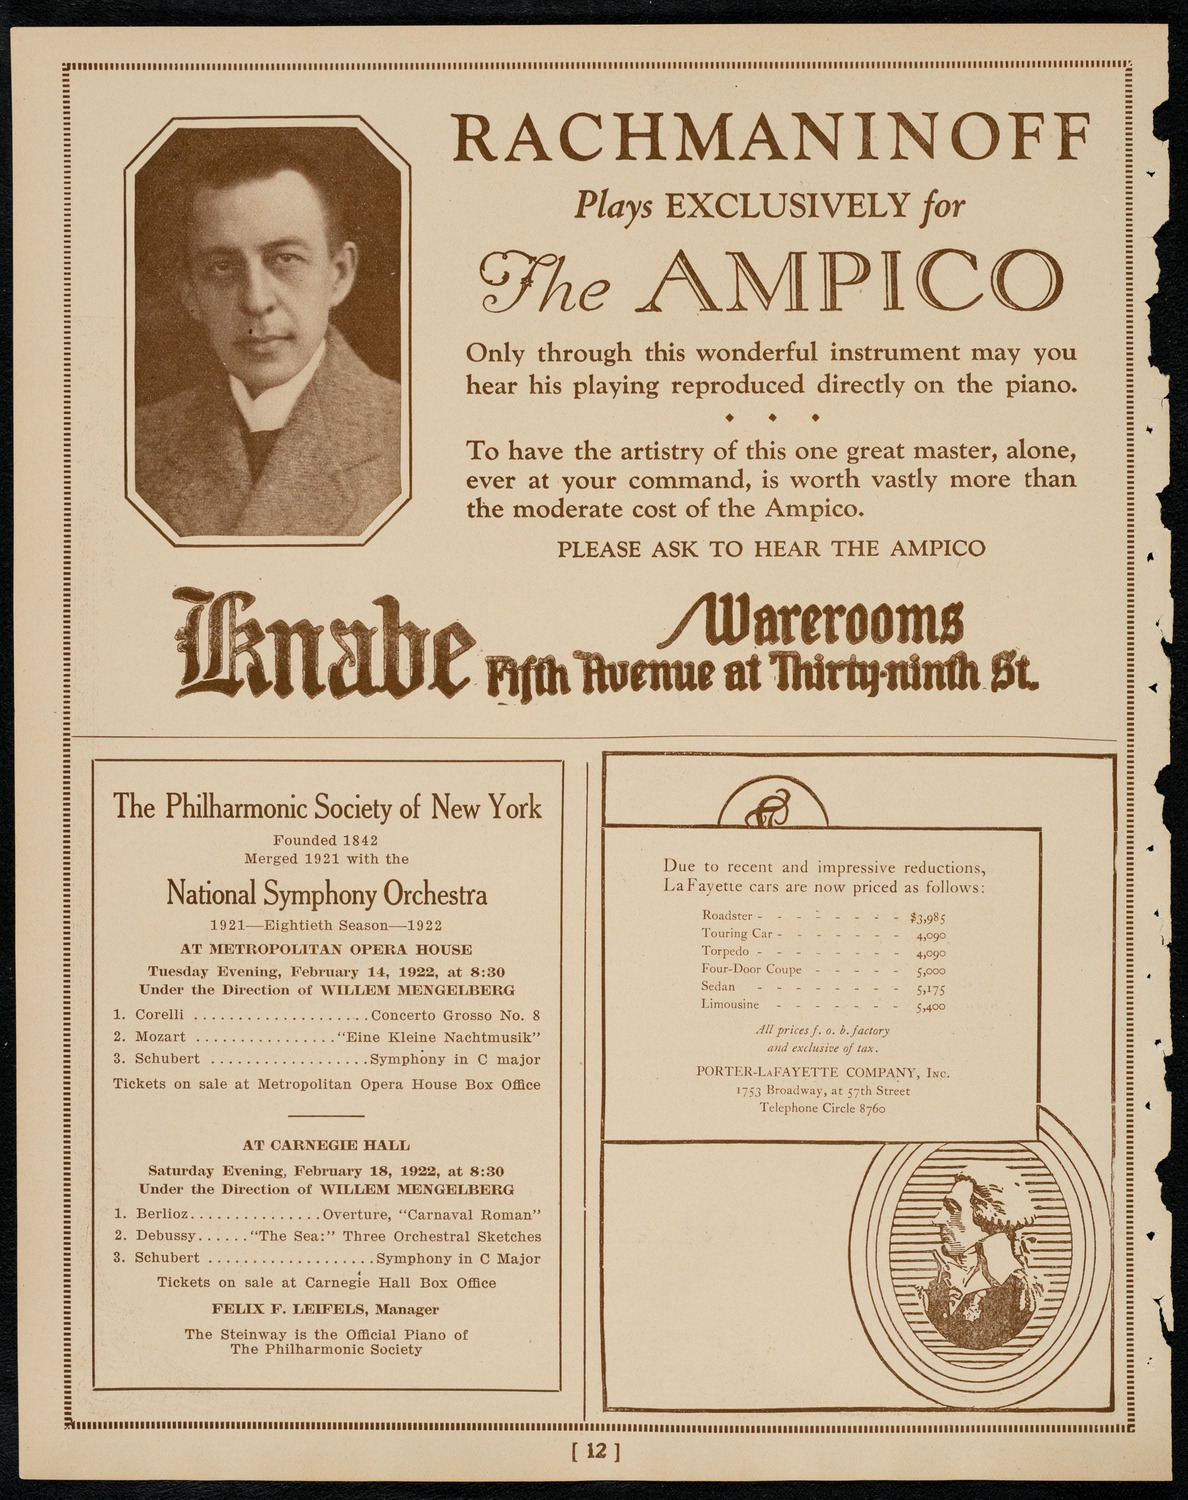 RACHMANINOFF
Plays EXCLUSIVELY for
The AMPICO
Only through this wonderful instrument may you
hear his playing reproduced directly on the piano.
To have the artistry of this one great master, alone,
ever at your command, is worth vastly more than
the moderate cost of the Ampico.
PLEASE ASK TO HEAR THE AMPICO
Knabe Warerooms
Fifth Avenue at Thirty-ninth St.
The Philharmonic Society of New York
Founded 1842
Merged 1921 with the
National Symphony Orchestra
1921—Eightieth Season—1922
AT METROPOLITAN OPERA HOUSE
Tuesday Evening, February 14, 1922, at 8:30
Under the Direction of WILLEM MENGELBERG
1. Corelli ....................Concerto Grosso No. 8
2. Mozart ................"Eine Kleine Nachtmusik"
3. Schubert ..................Symphony in C major
Tickets on sale at Metropolitan Opera House Box Office
AT CARNEGIE HALL
Saturday Evening, February 18, 1922, at 8:30
Under the Direction of WILLEM MENGELBERG
1. Berlioz...............Overture, "Carnaval Roman"
2. Debussy......"The Sea:" Three Orchestral Sketches
3. Schubert ...................Symphony in C Major
Tickets on sale at Carnegie Hall Box Office
FELIX F. LEIFELS, Manager
The Steinway is the Official Piano of
The Philharmonic Society
Due to recent and impressive reductions,
LaFayette cars are now priced as follows:
Roadster - - - - - - - - $3,985
Touring Car - - - - - - - 4,090
Torpedo - - - - - - - - 4,090
Four-Door Coupe - - - - - 5,000
Sedan - - - - - - - - 5,175
Limousine - - - - - - - 5,400
All prices f. o. b. factory
and exclusive of tax.
PORTER-LAFAYETTE COMPANY, INC.
1753 Broadway, at 57th Street
Telephone Circle 8760
[ 12 ]